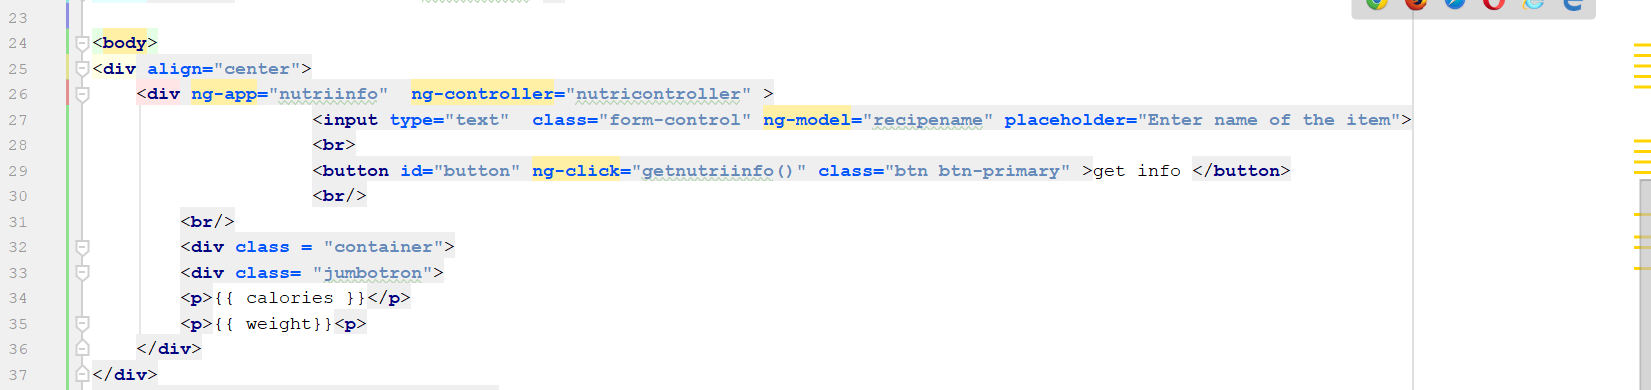 23
24 <body>
25 <div align="center">
26 <div ng-app="nutriinfo" ng-controller="nutricontroller" >
27 <input type="text" class="form-control" ng-model="recipename" placeholder="Enter name of the item">
28 <br>
29 <button id="button" ng-click="getnutriinfo()" class="btn btn-primary" >get info </button>
30 <br/>
31 <br/>
32 <div class = "container">
33 <div class= "jumbotron">
34 <p>{{ calories }}</p>
35 <p>{{ weight}}<p>
36 </div>
37 </div>